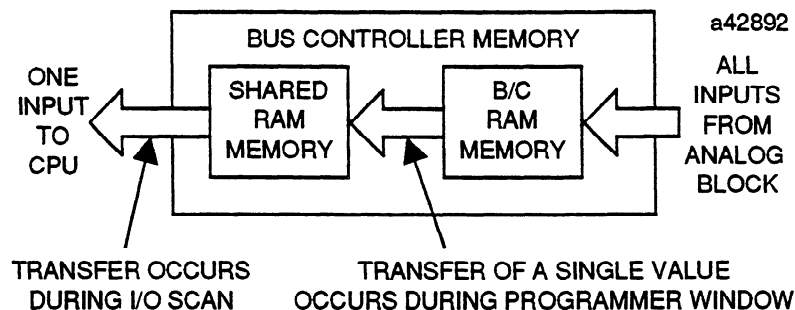 a42892
BUS CONTROLLER MEMORY
ONE
INPUT
TO
CPU
SHARED
RAM
MEMORY
B/C
RAM
MEMORY
ALL
INPUTS
FROM
ANALOG
BLOCK
TRANSFER OCCURS
DURING I/O SCAN
TRANSFER OF A SINGLE VALUE
OCCURS DURING PROGRAMMER WINDOW